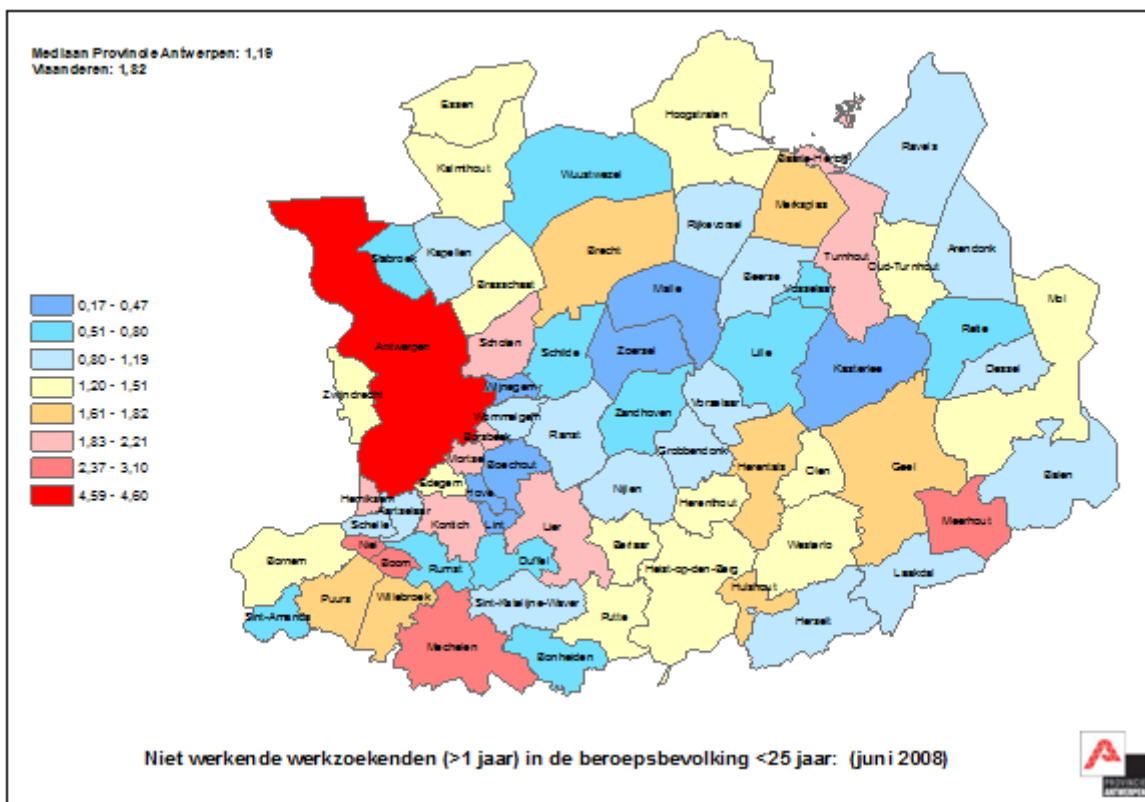 Mediaan Provincie Antwerpen: 1,19
Vlaanderen: 1,82
Essen
Hoogstraten
Kalmthout
Ravels
Baarle-Hertog
Wuustwezel
Merksplas
Rijkevorsel
Brecht
Arendonk
Kapellen
Stabroek
Turnhout
Oud-Turnhout
Beerse
Vosselaar
Brasschaat
Malle
Mol
0,17 - 0,47
0,51 - 0,80
0,80 - 1,19
1,20 - 1,51
1,61 - 1,82
1,83 - 2,21
2,37 - 3,10
4,59 - 4,60
Retie
Antwerpen
Schoten
Schilde
Zoersel
Lille
Kasterlee
Dessel
Wijnegem
Zwijndrecht
Zandhoven
Vorselaar
Wommelgem
Ranst
Borsbeek
Grobbendonk
Mortsel
Boechout
Herentals
Olen
Geel
Balen
Edegem
Hove
Nijlen
Herenthout
Hemiksem
Aartselaar
Schelle
Kontich
Lint
Lier
Meerhout
Niel
Berlaar
Westerlo
Bornem
Boom
Rumst
Duffel
Heist-op-den-Berg
Laakdal
Puurs
Willebroek
Hulshout
Sint-Katelijne-Waver
Sint-Amands
Putte
Herselt
Mechelen
Bonheiden
Niet werkende werkzoekenden (>1 jaar) in de beroepsbevolking <25 jaar: (juni 2008)
PROVINCIE
ANTWERPEN